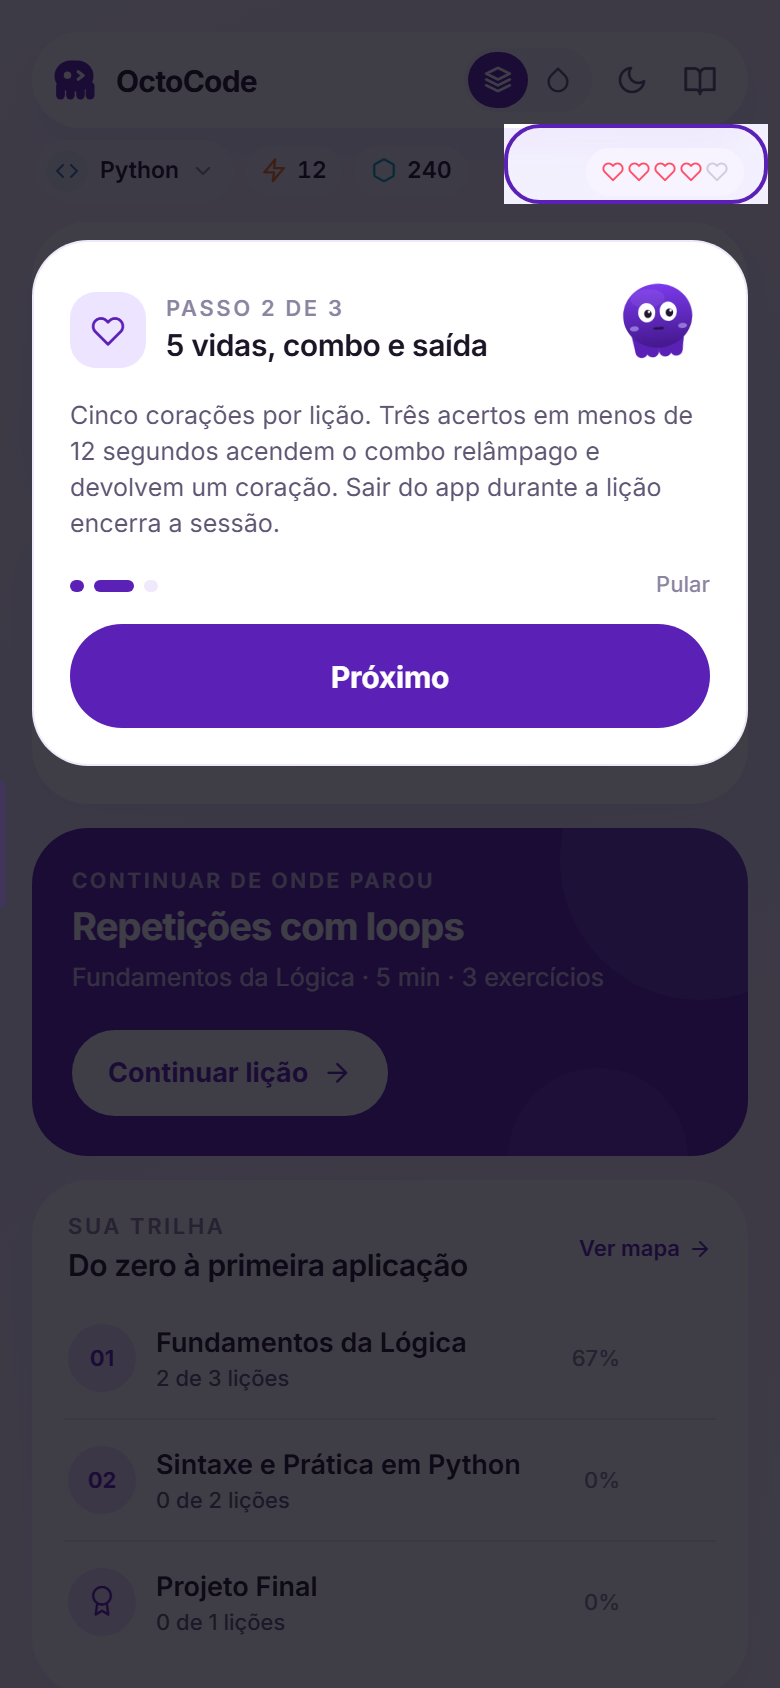 OctoCode
Python
12
240
PASSO 2 DE 3
5 vidas, combo e saída
Cinco corações por lição. Três acertos em menos de
12 segundos acendem o combo relâmpago e
devolvem um coração. Sair do app durante a lição
encerra a sessão.
Pular
Próximo
CONTINUAR DE ONDE PAROU
Repetições com loops
Fundamentos da Lógica · 5 min · 3 exercícios
Continuar lição
SUA TRILHA
Do zero à primeira aplicação
Ver mapa
01
Fundamentos da Lógica
2 de 3 lições
67%
02
Sintaxe e Prática em Python
0 de 2 lições
0%
Projeto Final
0 de 1 lições
0%